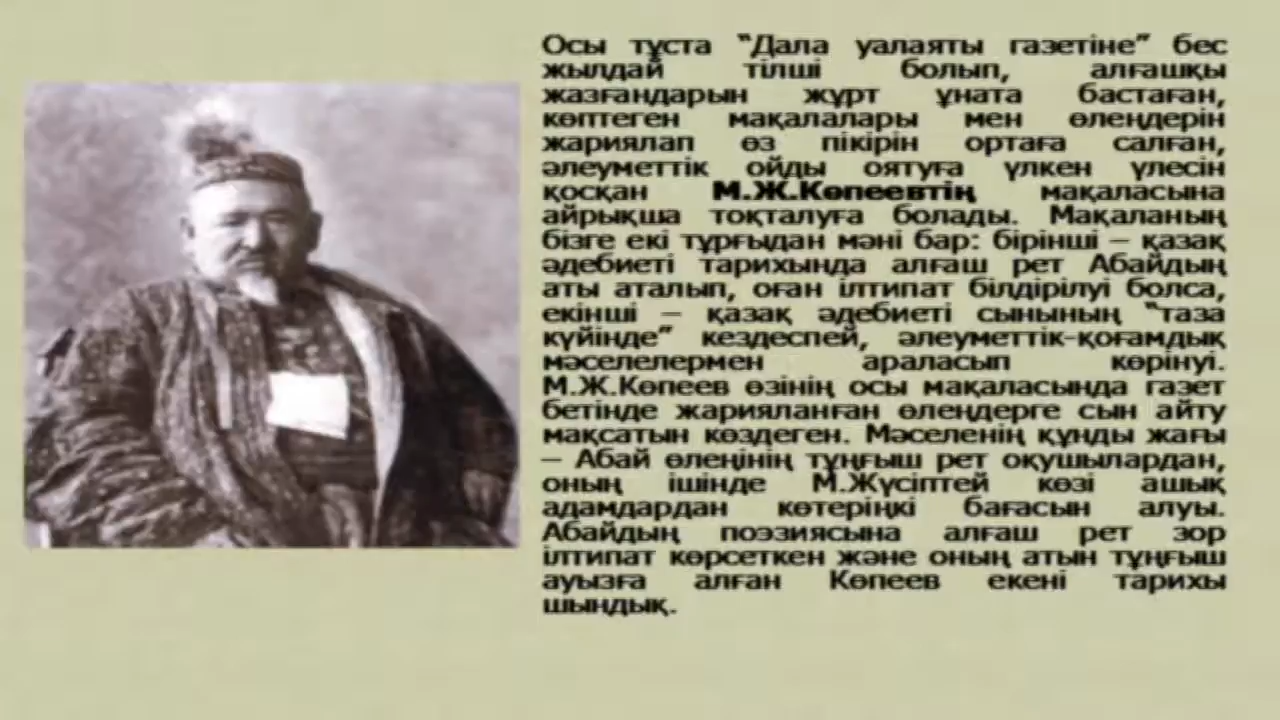 Осы тұста “Дала уалаяты газетіне” бес
жылдай тілші болып, алғашқы
жазғандарын жұрт ұната бастаған,
көптеген мақалалары мен өлеңдерін
жариялап өз пікірін ортаға салған,
әлеуметтік ойды оятуға үлкен үлесін
қосқан М.Ж.Көпеевтің мақаласына
айрықша тоқталуға болады. Мақаланың
бізге екі тұрғыдан мәні бар: бірінші – қазақ
әдебиеті тарихында алғаш рет Абайдың
аты аталып, оған ілтипат білдірілуі болса,
екінші – қазақ әдебиеті сынының “таза
күйінде” кездеспей, әлеуметтік-қоғамдық
мәселелермен араласып көрінуі.
М.Ж.Көпеев өзінің осы мақаласында газет
бетінде жарияланған өлеңдерге сын айту
мақсатын көздеген. Мәселенің құнды жағы
– Абай өлеңінің тұңғыш рет оқушылардан,
оның ішінде М.Жүсіптей көзі ашық
адамдардан көтеріңкі бағасын алуы.
Абайдың поэзиясына алғаш рет зор
ілтипат көрсеткен және оның атын тұңғыш
ауызға алған Көпеев екені тарихы
шындық.